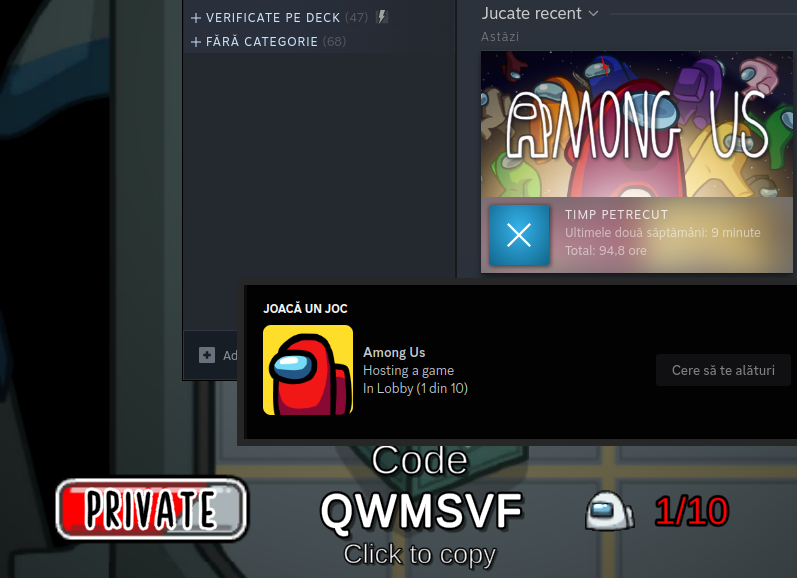 VERIFICATE PE DECK (47)
FĂRĂ CATEGORIE (68)
Jucate recent
Astăzi
AMONG US
TIMP PETRECUT
Ultimele două săptămâni: 9 minute
Total: 94,8 ore
Ad
JOACĂ UN JOC
Among Us
Hosting a game
In Lobby (1 din 10)
Cere să te alături
Code
PRIVATE
QWMSVF
1/10
Click to copy